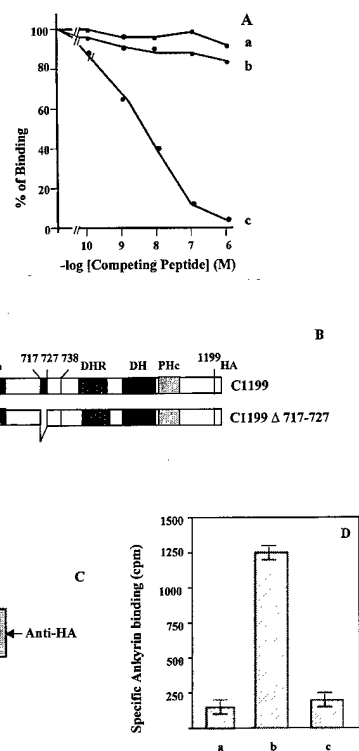 A
100
80
60
40
20
0
% of Binding
a
b
c
10 9 8 7 6
-log [Competing Peptide] (M)
B
717 727 738 DHR DH PHc 1199 HA
C1199
C1199 Δ 717-727
C
Anti-HA
D
1500
1250
1000
750
500
250
Specific Ankyrin binding (cpm)
a b c